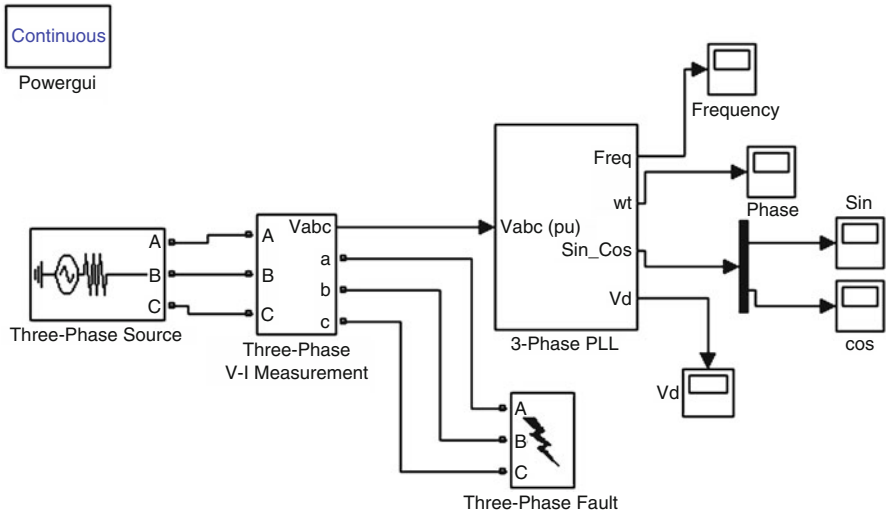 Continuous
Powergui
Frequency
Freq
wt
Phase
Sin
Vabc
Vabc (pu)
Sin_Cos
A
A
a
B
B
b
Vd
C
C
c
Three-Phase Source
Three-Phase
V-I Measurement
3-Phase PLL
cos
Vd
A
B
C
Three-Phase Fault